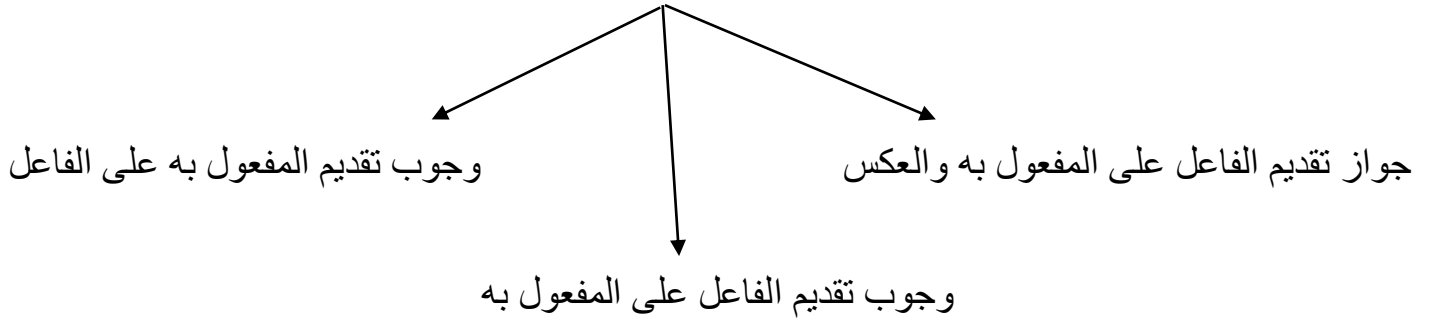 جواز تقديم الفاعل على المفعول به والعكس
وجوب تقديم المفعول به على الفاعل
وجوب تقديم الفاعل على المفعول به